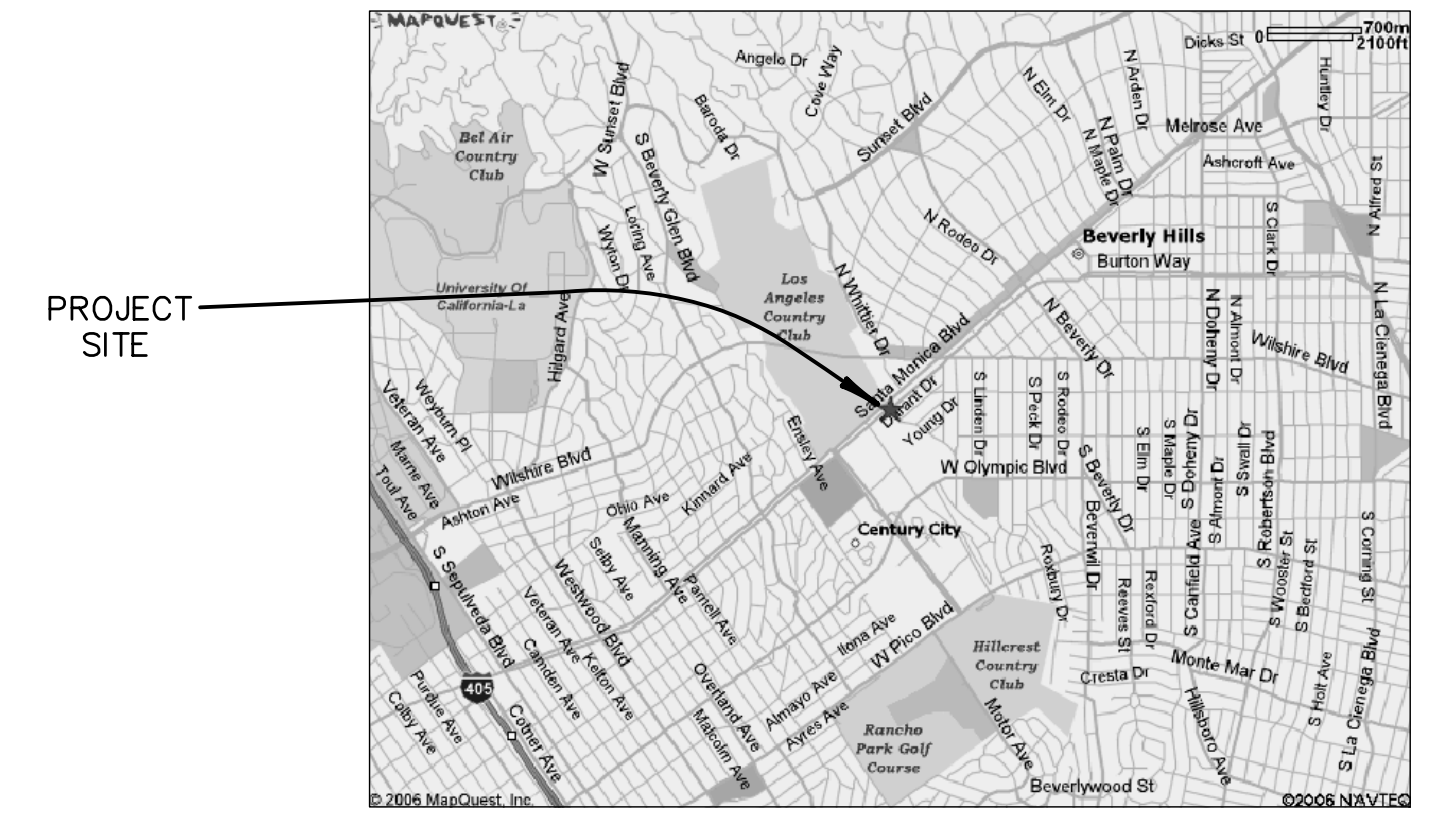 MAPQUEST
700m
0
2100ft
Dicks St
Angelo Dr
Cove Way
N Elm Dr
N Arden Dr
Huntley Dr
W Sunset Blvd
Baroda Dr
Sunset Blvd
Melrose Ave
N Palm Dr
N Maple Dr
Bel Air
Country
Club
S Beverly Glen Blvd
Ashcroft Ave
N Alfred St
Loring Ave
Wyton Dr
N Rodeo Dr
S Clark Dr
Beverly Hills
Burton Way
University Of
California-La
Los
Angeles
Country
Club
N Whittier Dr
PROJECT
SITE
Hilgard Ave
N Beverly Dr
N Doheny Dr
N Almont Dr
Wilshire Blvd
N La Cienega Blvd
Santa Monica Blvd
Durant Dr
Young Dr
S Linden Dr
S Peck Dr
S Rodeo Dr
Weyburn Pl
Veteran Ave
Marne Ave
Wilshire Blvd
Ashton Ave
Ohio Ave
Kinnard Ave
Ensley Ave
W Olympic Blvd
S Beverly Dr
S Elm Dr
S Maple Dr
S Doheny Dr
S Almont Dr
S Swall Dr
S Robertson Blvd
Century City
S Sepulveda Blvd
Selby Ave
Manning Ave
Westwood Blvd
Parnell Ave
Veteran Ave
Camden Ave
Kelton Ave
Roxbury Dr
Beverwil Dr
Reeves St
Rexford Dr
S Canfield Ave
S Wooster St
S Bedford St
S Corning St
Ilona Ave
W Pico Blvd
Hillcrest
Country
Club
Monte Mar Dr
Cresta Dr
405
Purdue Ave
Colby Ave
Cotner Ave
Overland Ave
Malcolm Ave
Almayo Ave
Ayres Ave
Rancho
Park Golf
Course
Motor Ave
Hillsboro Ave
S Holt Ave
S La Cienega Blvd
Beverlywood St
© 2006 MapQuest, Inc.
©2006 NAVTEQ